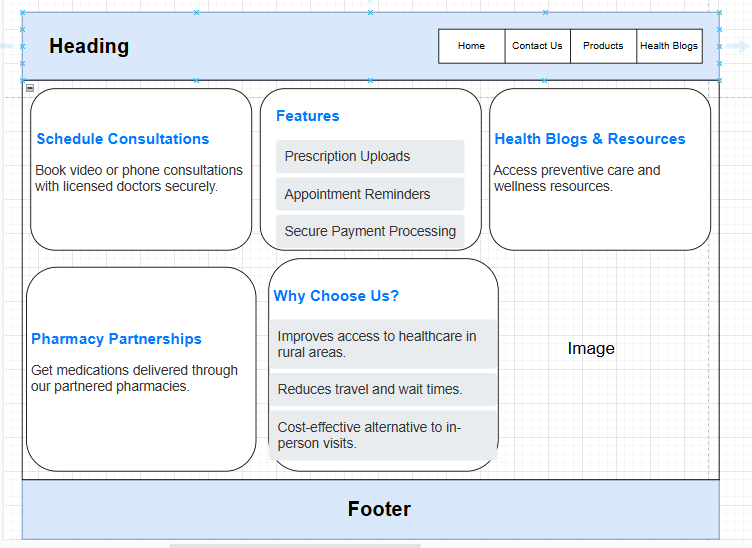 Heading
Home
Contact Us
Products
Health Blogs
Schedule Consultations
Book video or phone consultations
with licensed doctors securely.
Features
Prescription Uploads
Appointment Reminders
Secure Payment Processing
Health Blogs & Resources
Access preventive care and
wellness resources.
Pharmacy Partnerships
Get medications delivered through
our partnered pharmacies.
Why Choose Us?
Improves access to healthcare in
rural areas.
Reduces travel and wait times.
Cost-effective alternative to in-
person visits.
Image
Footer